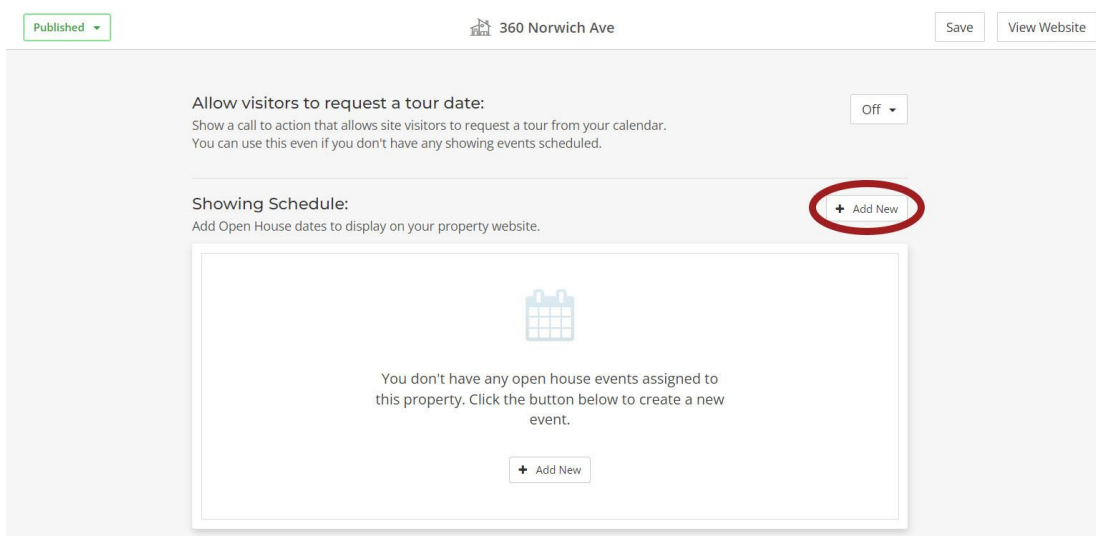 Published
360 Norwich Ave
Save
View Website
Allow visitors to request a tour date:
Off
Show a call to action that allows site visitors to request a tour from your calendar.
You can use this even if you don't have any showing events scheduled.
Showing Schedule:
+ Add New
Add Open House dates to display on your property website.
You don't have any open house events assigned to
this property. Click the button below to create a new
event.
+ Add New